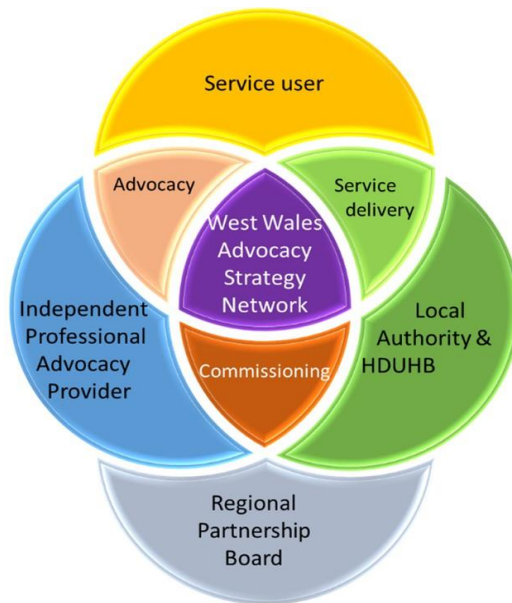 Service user
Advocacy
Service
delivery
West Wales
Advocacy
Strategy
Network
Independent
Professional
Advocacy
Provider
Local
Authority &
HDUHB
Commissioning
Regional
Partnership
Board